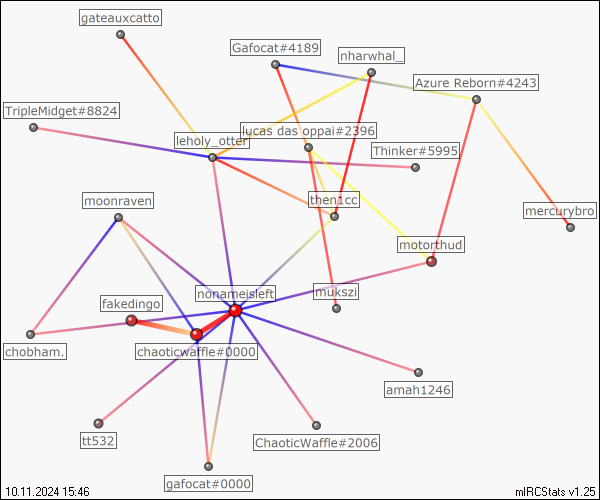 gateauxcatto
Gafocat#4189
nharwhal_
Azure Reborn#4243
TripleMidget#8824
lucas das oppai#2396
leholy_otter
Thinker#5995
moonraven
then1cc
mercurybro
motorthud
nonameisleft
mukszi
fakedingo
chobham.
chaoticwaffle#0000
amah1246
tt532
ChaoticWaffle#2006
gafocat#0000
10.11.2024 15:46
mIRCStats v1.25